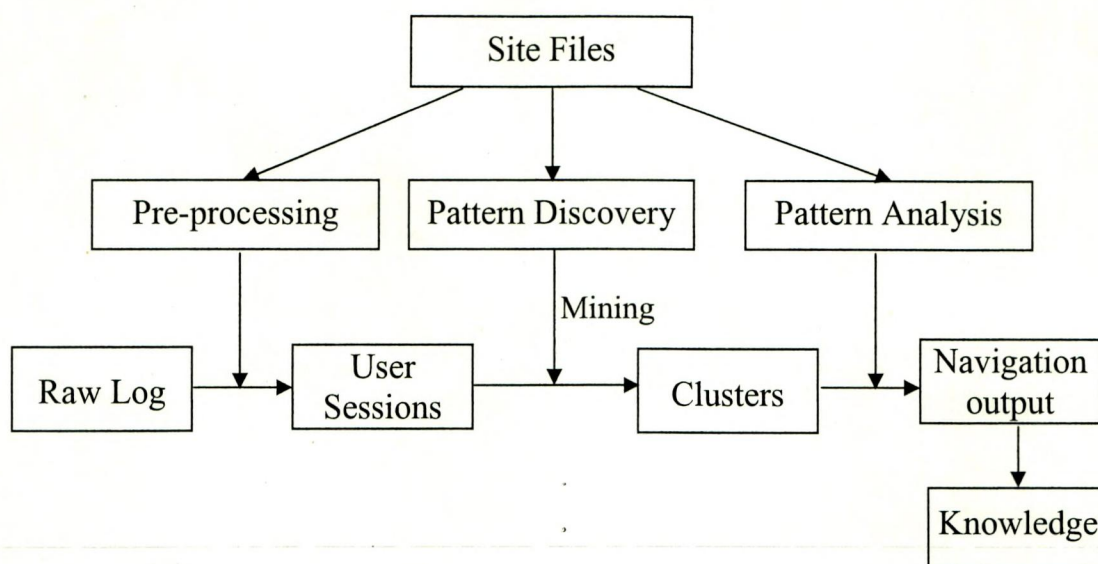 Site Files
Pre-processing
Pattern Discovery
Pattern Analysis
Mining
Raw Log
User
Sessions
Clusters
Navigation
output
Knowledge